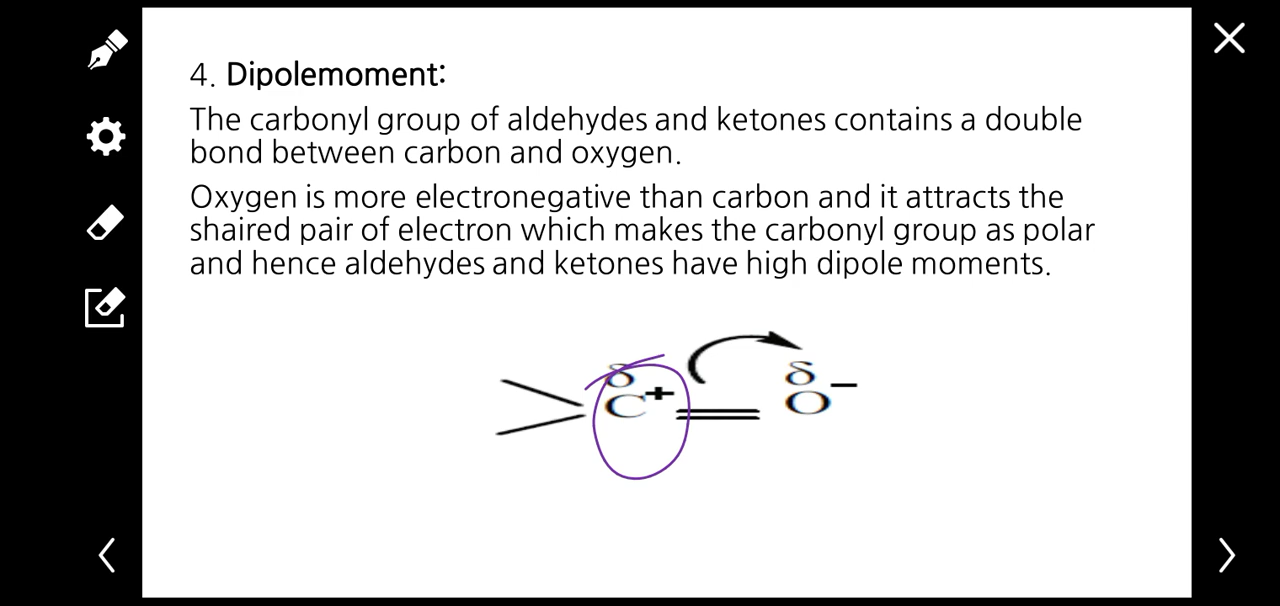 4. Dipolemoment:
The carbonyl group of aldehydes and ketones contains a double
bond between carbon and oxygen.
Oxygen is more electronegative than carbon and it attracts the
shaired pair of electron which makes the carbonyl group as polar
and hence aldehydes and ketones have high dipole moments.
δ δ
C + O −